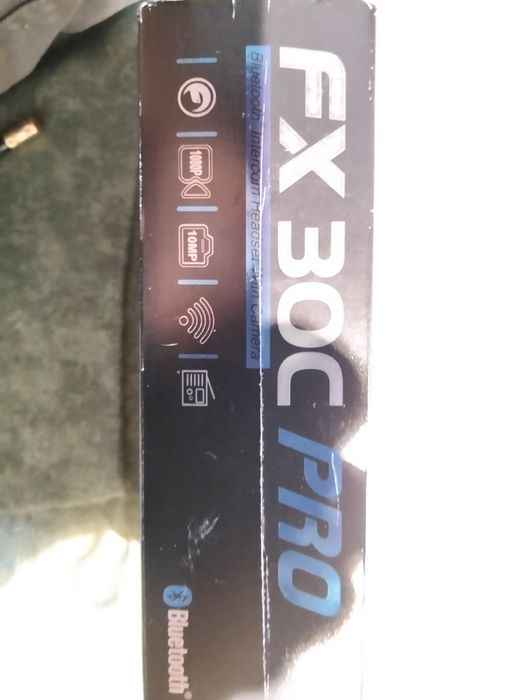 FX 30C PRO
Bluetooth Intercom Headset With Camera
1080P
10MP
Bluetooth®